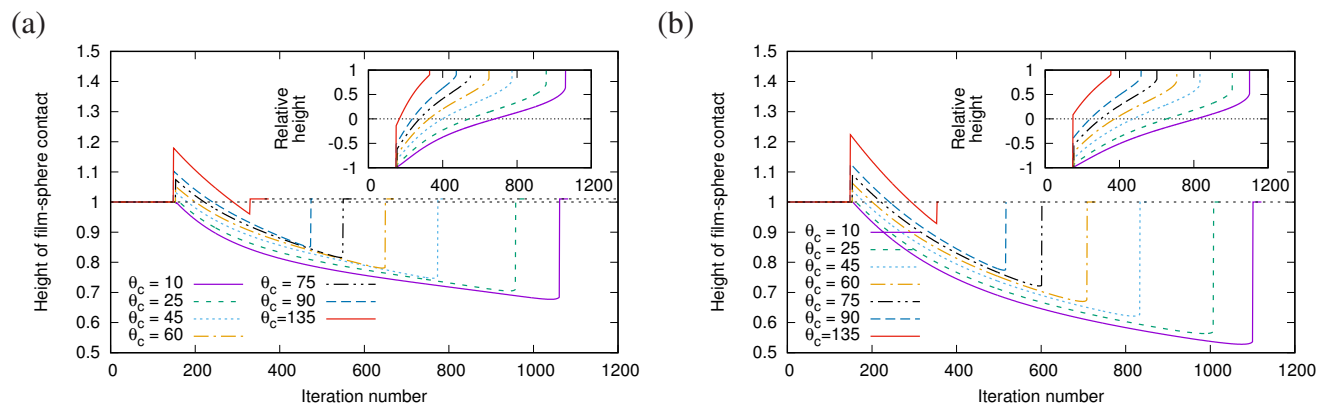 (a)
Height of film-sphere contact
1.5
1.4
1.3
1.2
1.1
1
0.9
0.8
0.7
0.6
0.5
0 200 400 600 800 1000 1200
Iteration number
Relative
height
1
0.5
0
-0.5
-1
0 400 800 1200
θc = 10
θc = 25
θc = 45
θc = 60
θc = 75
θc = 90
θc=135
(b)
Height of film-sphere contact
1.5
1.4
1.3
1.2
1.1
1
0.9
0.8
0.7
0.6
0.5
0 200 400 600 800 1000 1200
Iteration number
Relative
height
1
0.5
0
-0.5
-1
0 400 800 1200
θc = 10
θc = 25
θc = 45
θc = 60
θc = 75
θc = 90
θc=135